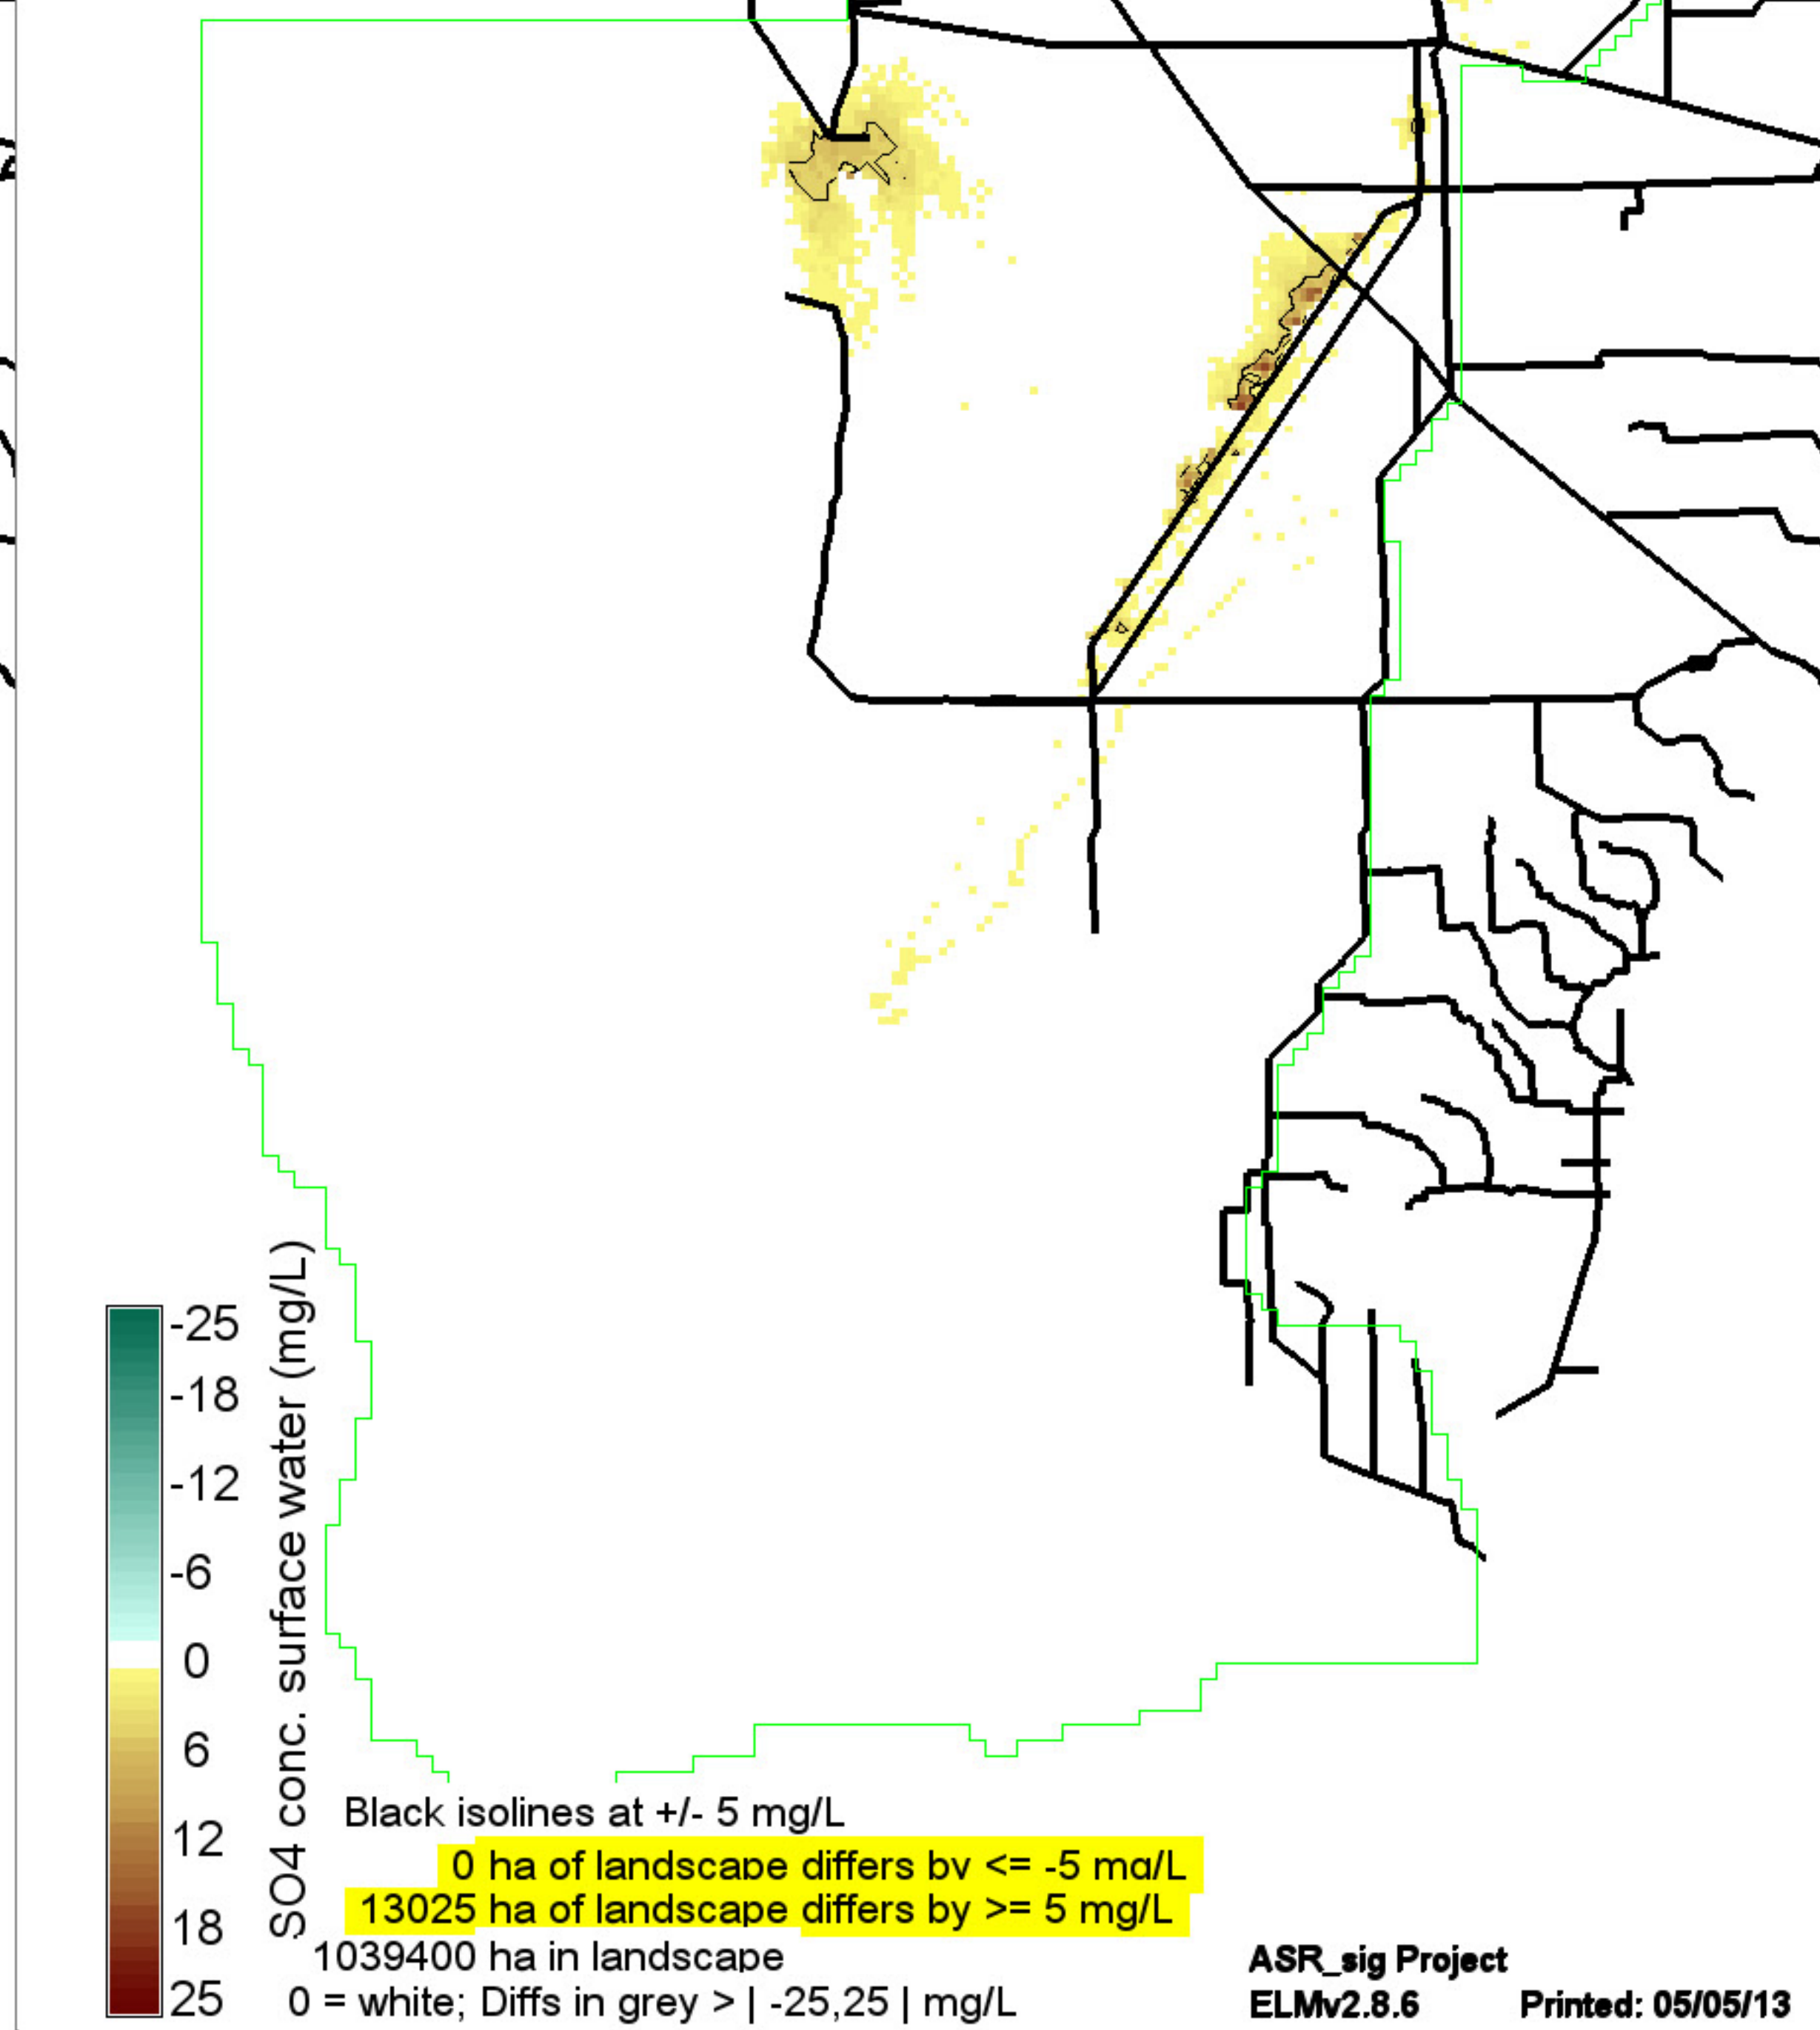 -25
-18
-12
-6
0
6
12
18
25
SO4 conc. surface water (mg/L)
Black isolines at +/- 5 mg/L
0 ha of landscape differs by <= -5 mg/L
13025 ha of landscape differs by >= 5 mg/L
1039400 ha in landscape
0 = white; Diffs in grey > | -25,25 | mg/L
ASR_sig Project
ELMv2.8.6 Printed: 05/05/13